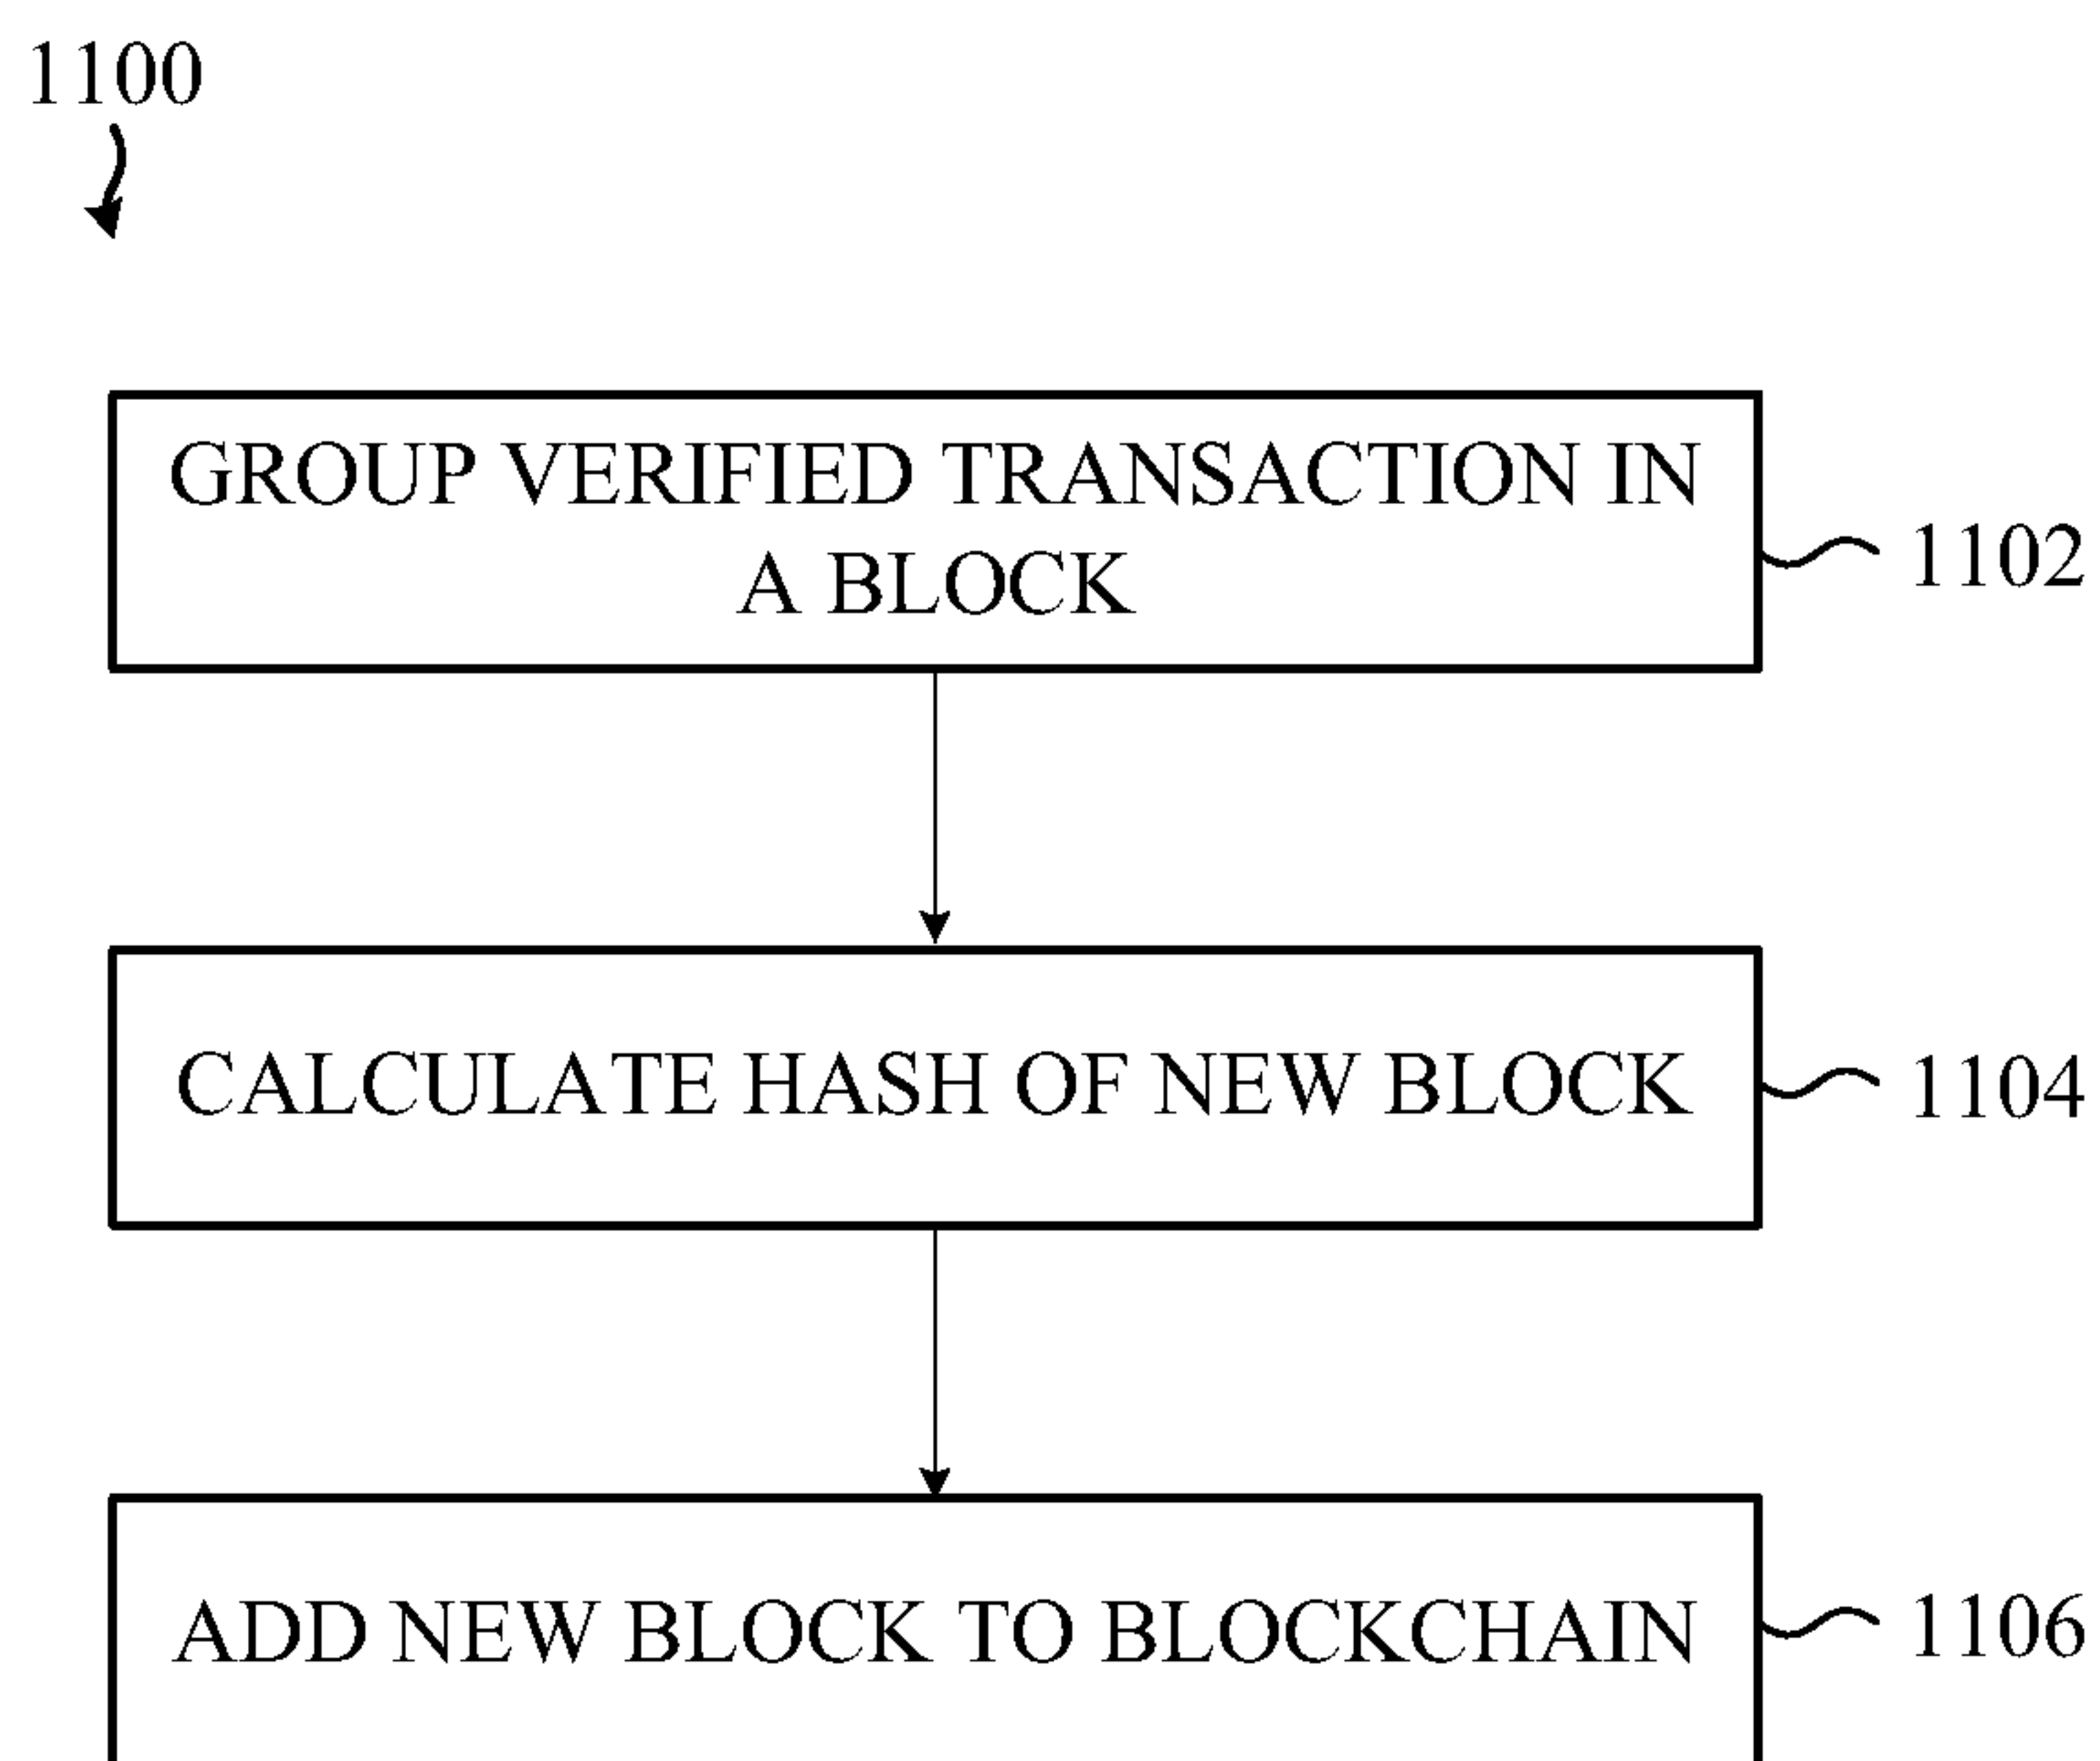 1100
GROUP VERIFIED TRANSACTION IN
A BLOCK
1102
CALCULATE HASH OF NEW BLOCK
1104
ADD NEW BLOCK TO BLOCKCHAIN
1106